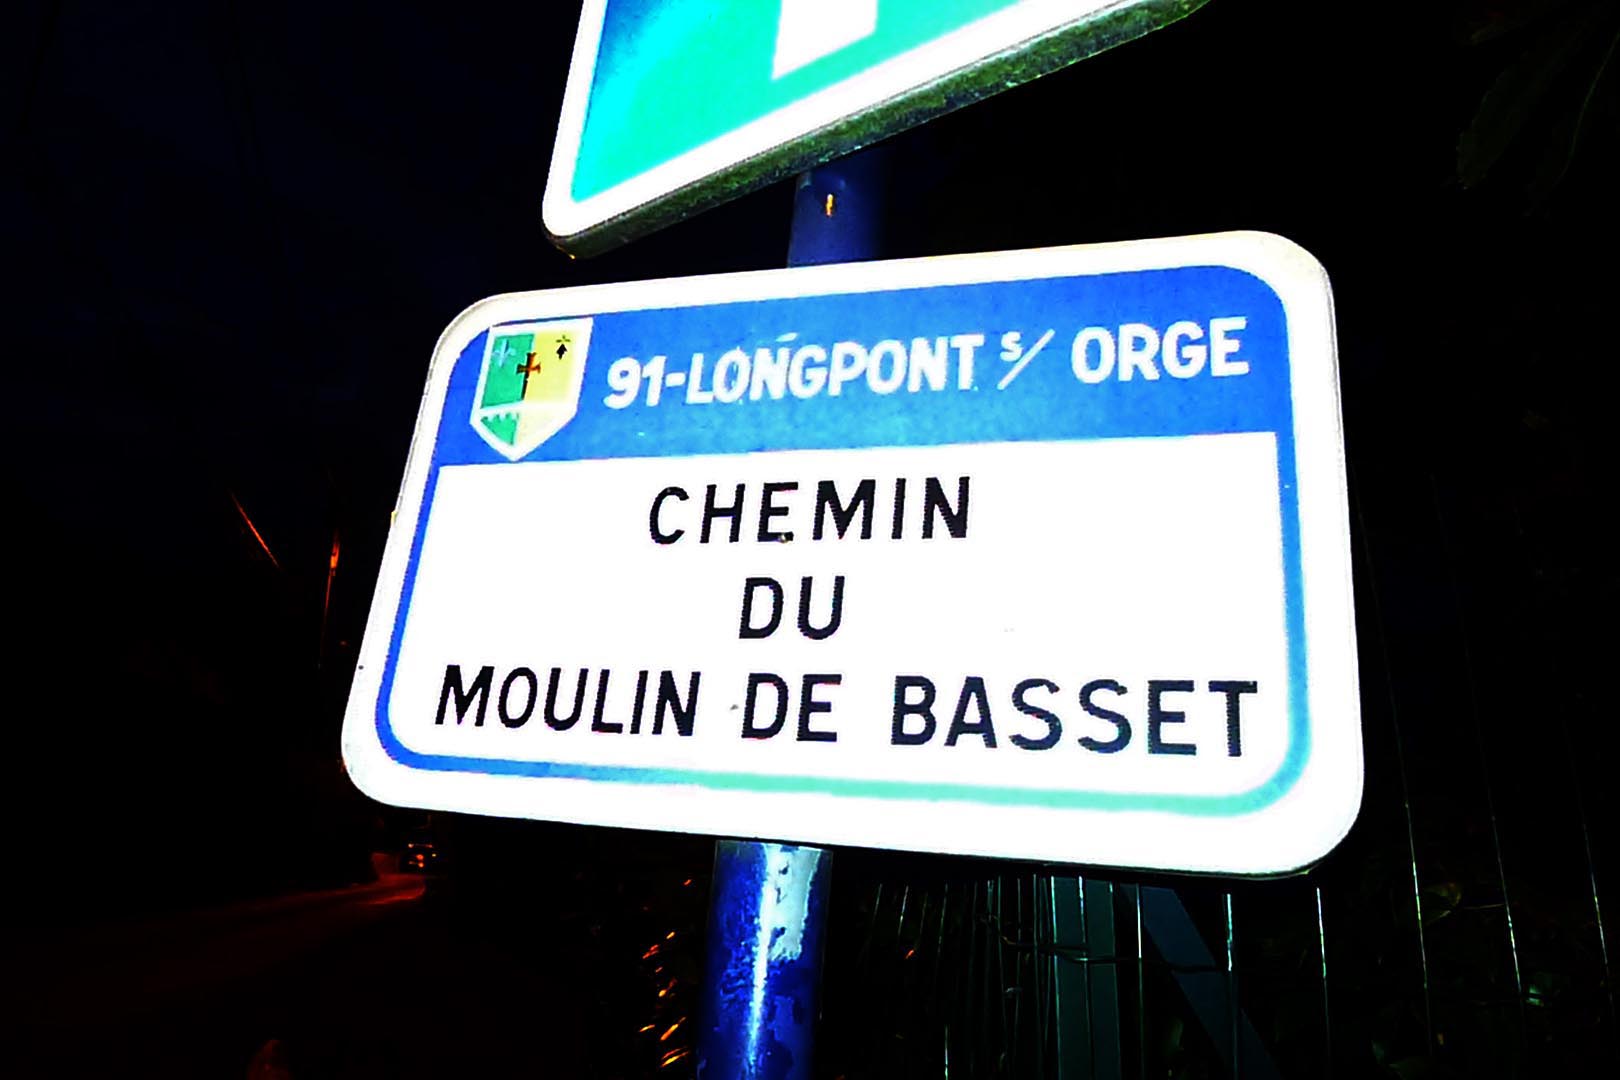 91-LONGPONT s/ ORGE
CHEMIN
DU
MOULIN DE BASSET